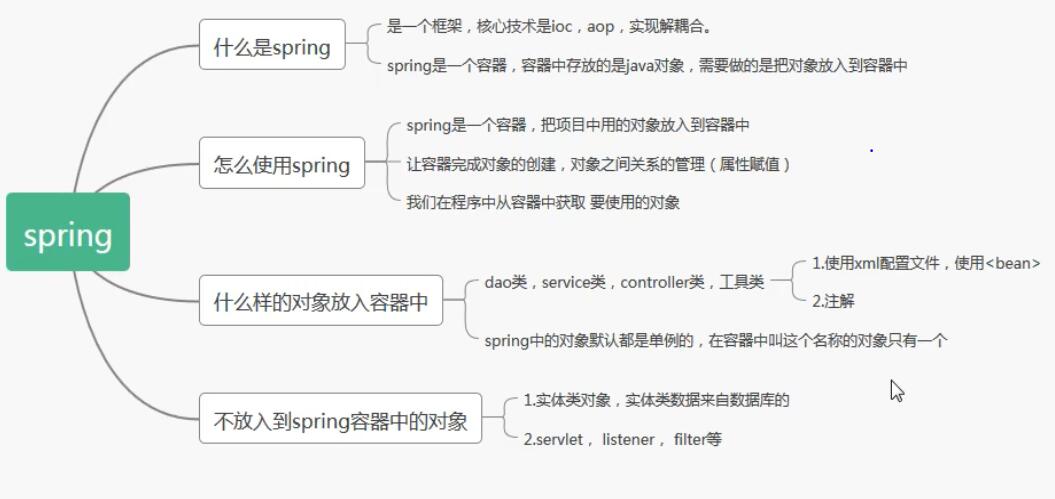 spring
什么是spring
是一个框架，核心技术是ioc，aop，实现解耦合。
spring是一个容器，容器中存放的是java对象，需要做的是把对象放入到容器中
怎么使用spring
spring是一个容器，把项目中用的对象放入到容器中
让容器完成对象的创建，对象之间关系的管理（属性赋值）
我们在程序中从容器中获取 要使用的对象
什么样的对象放入容器中
dao类，service类，controller类，工具类
1.使用xml配置文件，使用<bean>
2.注解
spring中的对象默认都是单例的，在容器中叫这个名称的对象只有一个
不放入到spring容器中的对象
1.实体类对象，实体类数据来自数据库的
2.servlet， listener， filter等